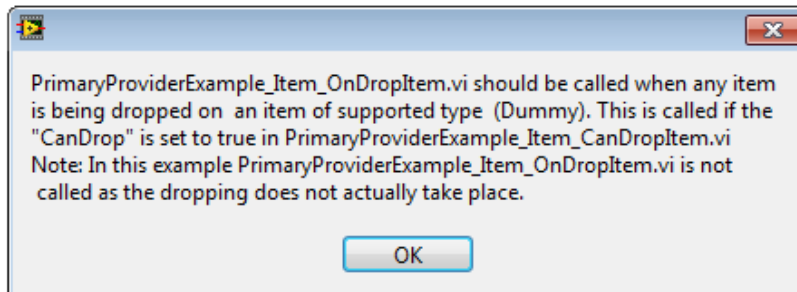 PrimaryProviderExample_Item_OnDropItem.vi should be called when any item
is being dropped on  an item of supported type  (Dummy). This is called if the
"CanDrop" is set to true in PrimaryProviderExample_Item_CanDropItem.vi
Note: In this example PrimaryProviderExample_Item_OnDropItem.vi is not
 called as the dropping does not actually take place.
OK